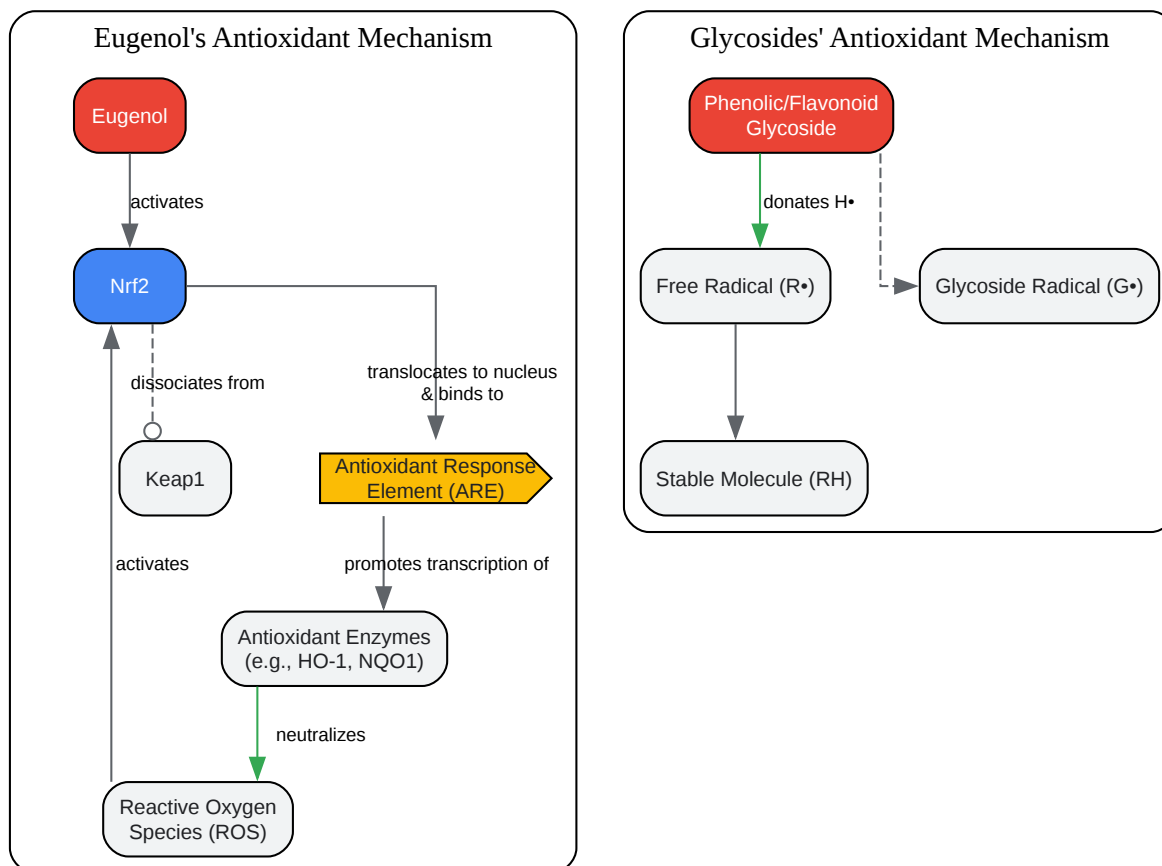 Eugenol's Antioxidant Mechanism
Eugenol
activates
Nrf2
dissociates from
translocates to nucleus
& binds to
Keap1
Antioxidant Response
Element (ARE)
activates
promotes transcription of
Antioxidant Enzymes
(e.g., HO-1, NQO1)
neutralizes
Reactive Oxygen
Species (ROS)
Glycosides' Antioxidant Mechanism
Phenolic/Flavonoid
Glycoside
donates H•
Free Radical (R•)
Glycoside Radical (G•)
Stable Molecule (RH)